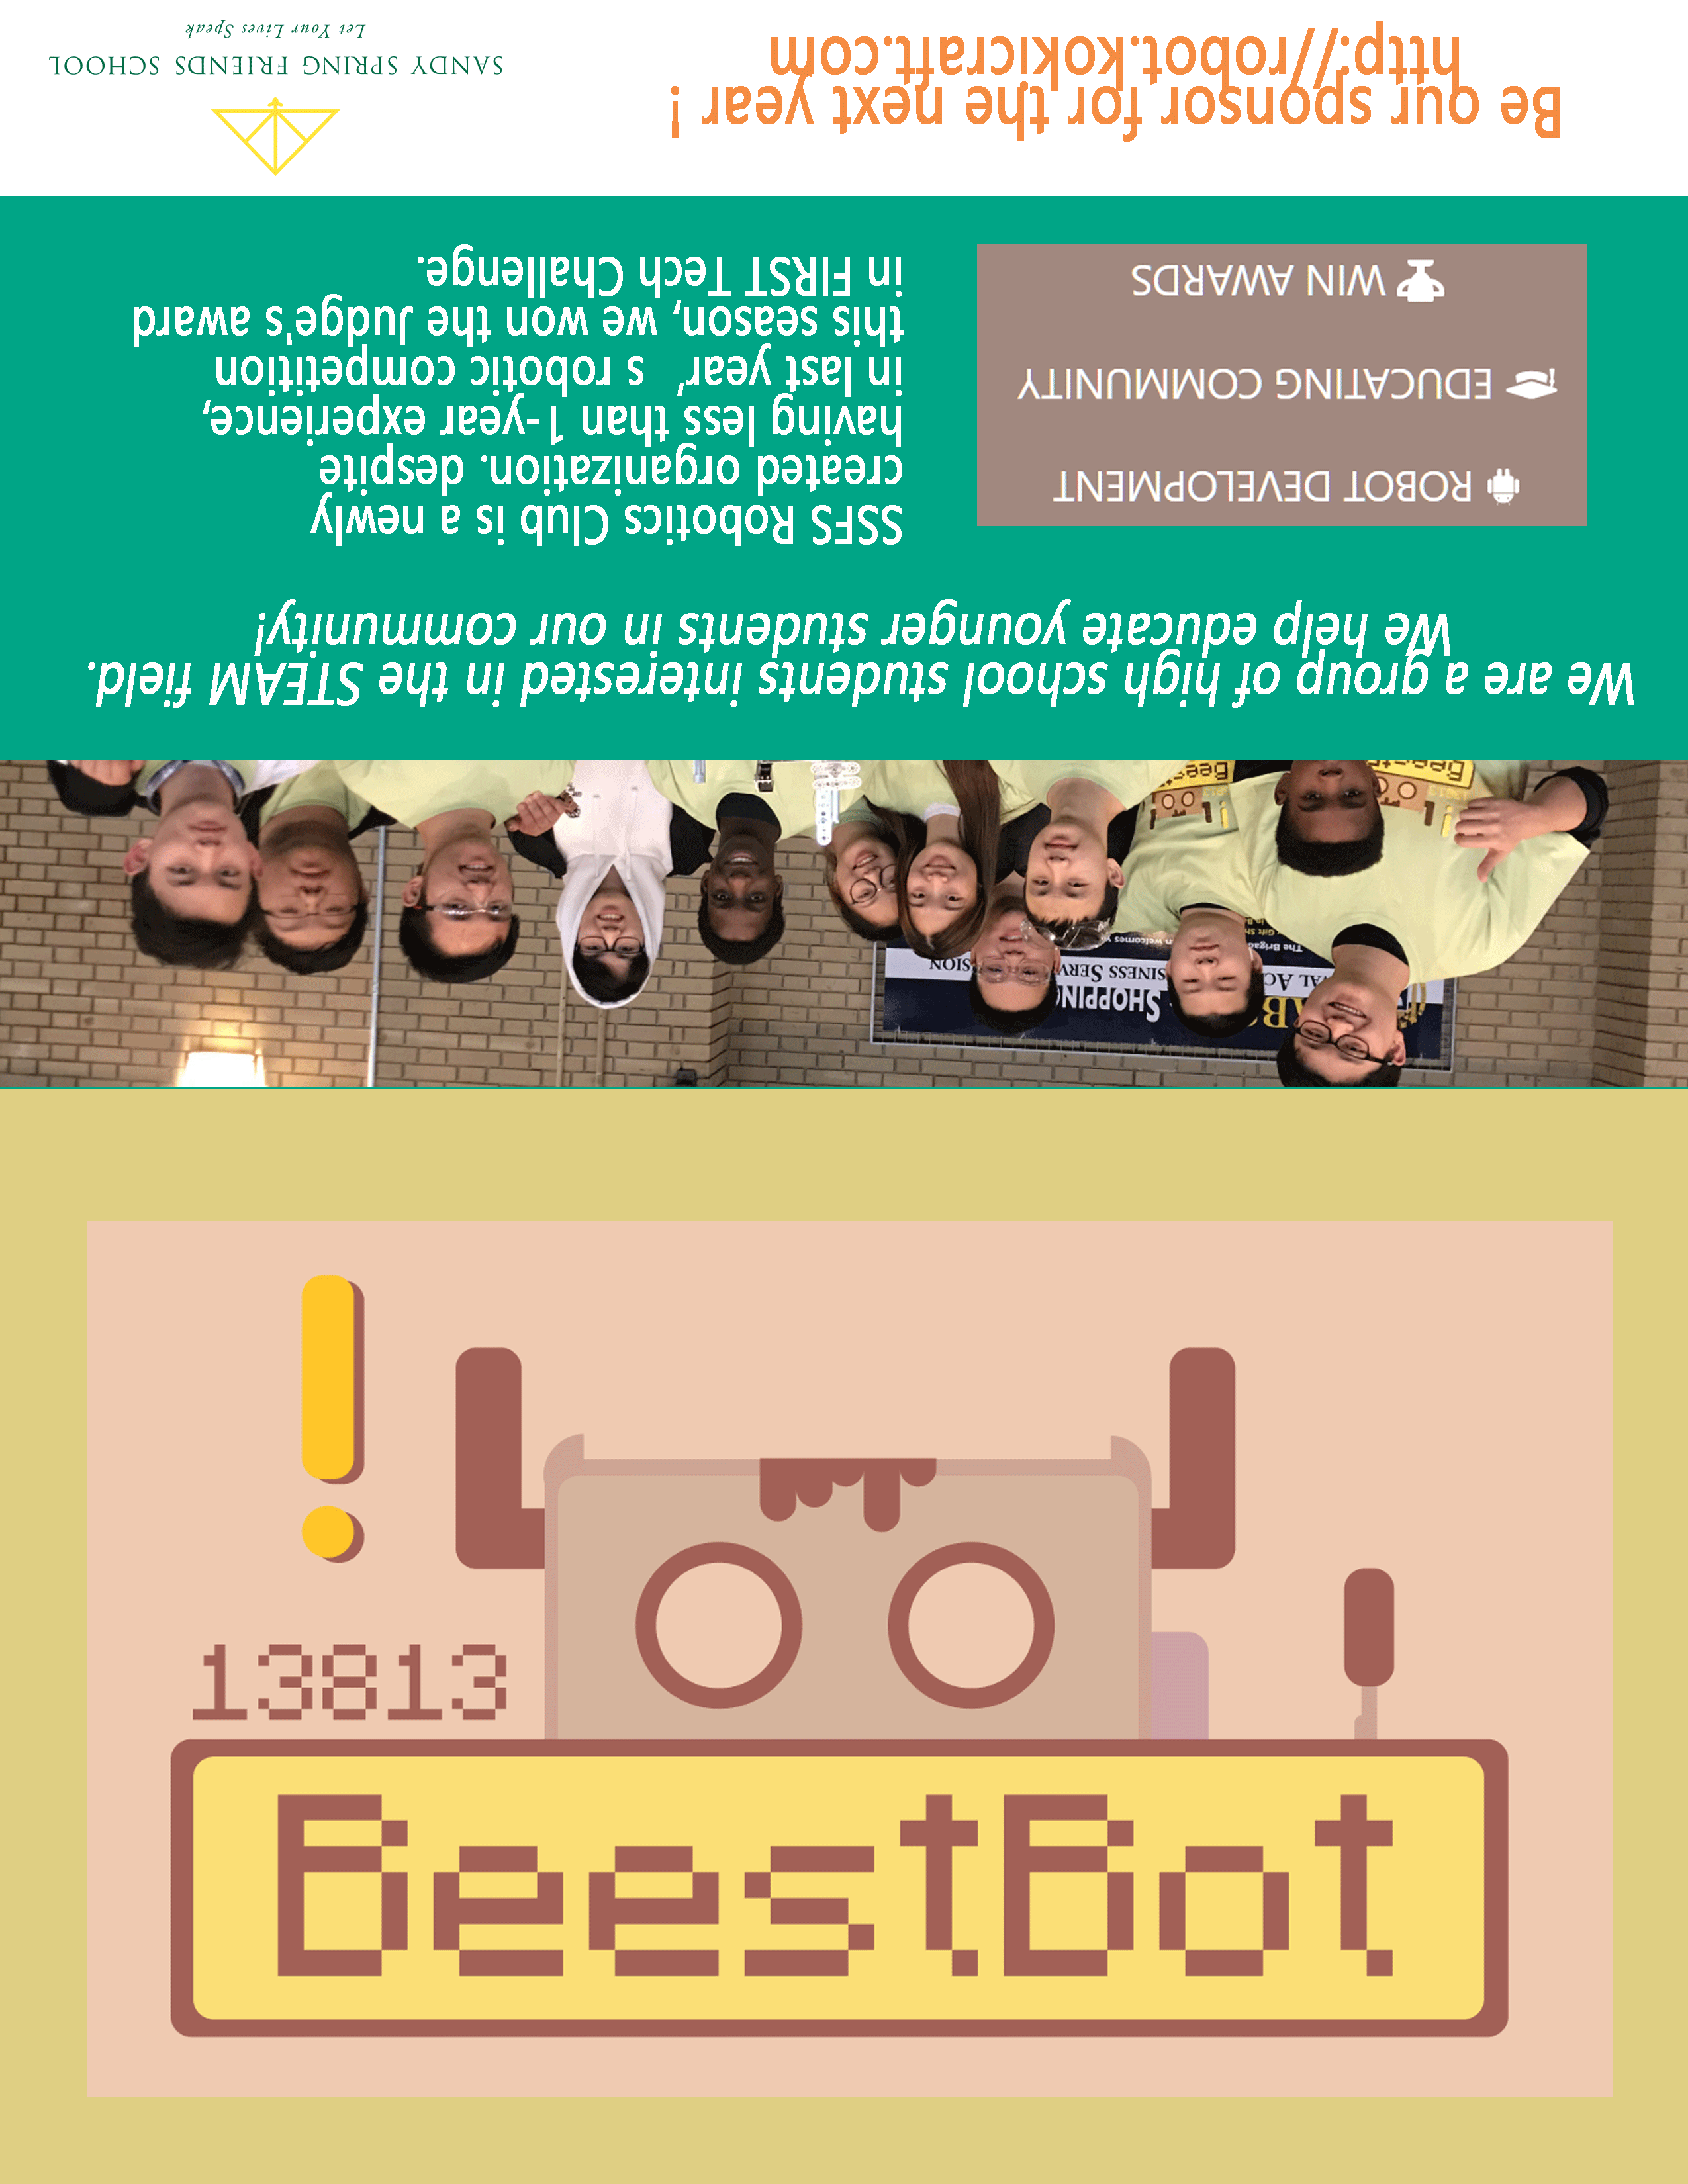 We are a group of high school students interested in the STEAM field.
We help educate younger students in our community!
ROBOT DEVELOPMENT
EDUCATING COMMUNITY
WIN AWARDS
SSFS Robotics Club is a newly
created organization. despite
having less than 1-year experience,
in last year’ s robotic competition
this season, we won the Judge's award
in FIRST Tech Challenge.
Be our sponsor for the next year !
http://robot.kokicraft.com
SANDY SPRING FRIENDS SCHOOL
Let Your Lives Speak
SHOPPING
The
13813
BeestBot